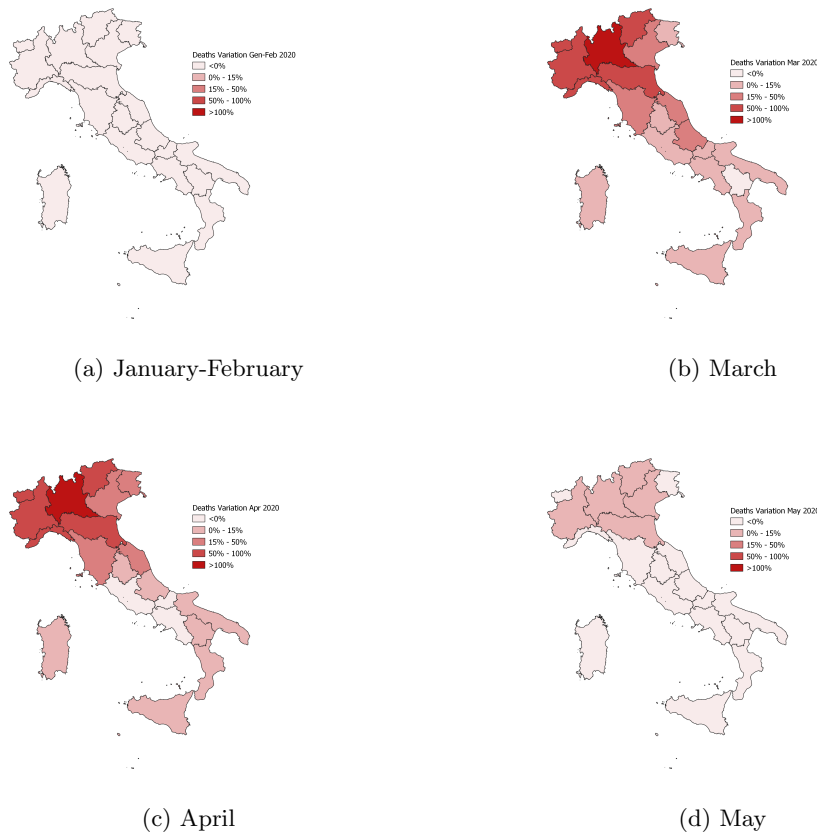 Deaths Variation Gen-Feb 2020
<0%
0% - 15%
15% - 50%
50% - 100%
>100%
(a) January-February
Deaths Variation Mar 2020
<0%
0% - 15%
15% - 50%
50% - 100%
>100%
(b) March
Deaths Variation Apr 2020
<0%
0% - 15%
15% - 50%
50% - 100%
>100%
(c) April
Deaths Variation May 2020
<0%
0% - 15%
15% - 50%
50% - 100%
>100%
(d) May